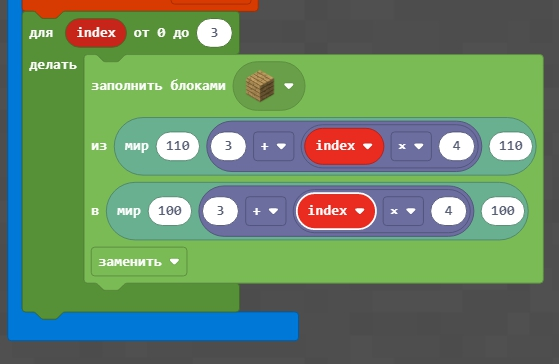 для index от 0 до 3
делать
заполнить блоками
из мир 110 3 + index × 4 110
в мир 100 3 + index × 4 100
заменить